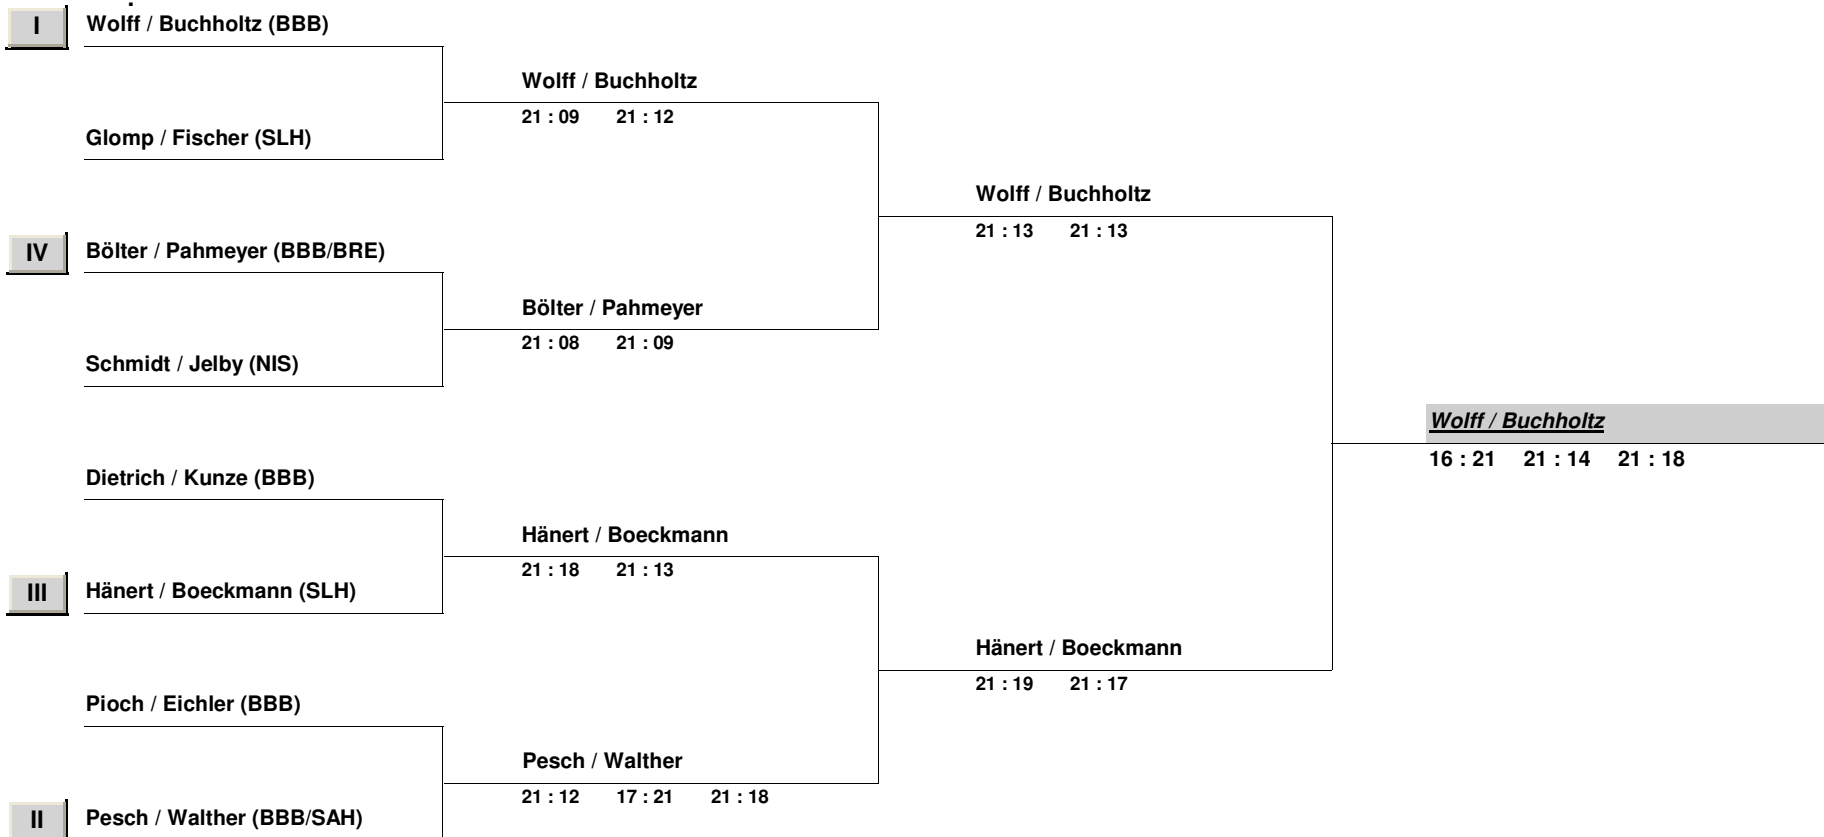 I
Wolff / Buchholtz (BBB)
Wolff / Buchholtz
21 : 09 21 : 12
Glomp / Fischer (SLH)
Wolff / Buchholtz
21 : 13 21 : 13
IV
Bölter / Pahmeyer (BBB/BRE)
Bölter / Pahmeyer
21 : 08 21 : 09
Schmidt / Jelby (NIS)
Wolff / Buchholtz
16 : 21 21 : 14 21 : 18
Dietrich / Kunze (BBB)
Hänert / Boeckmann
21 : 18 21 : 13
III
Hänert / Boeckmann (SLH)
Hänert / Boeckmann
21 : 19 21 : 17
Pioch / Eichler (BBB)
Pesch / Walther
21 : 12 17 : 21 21 : 18
II
Pesch / Walther (BBB/SAH)